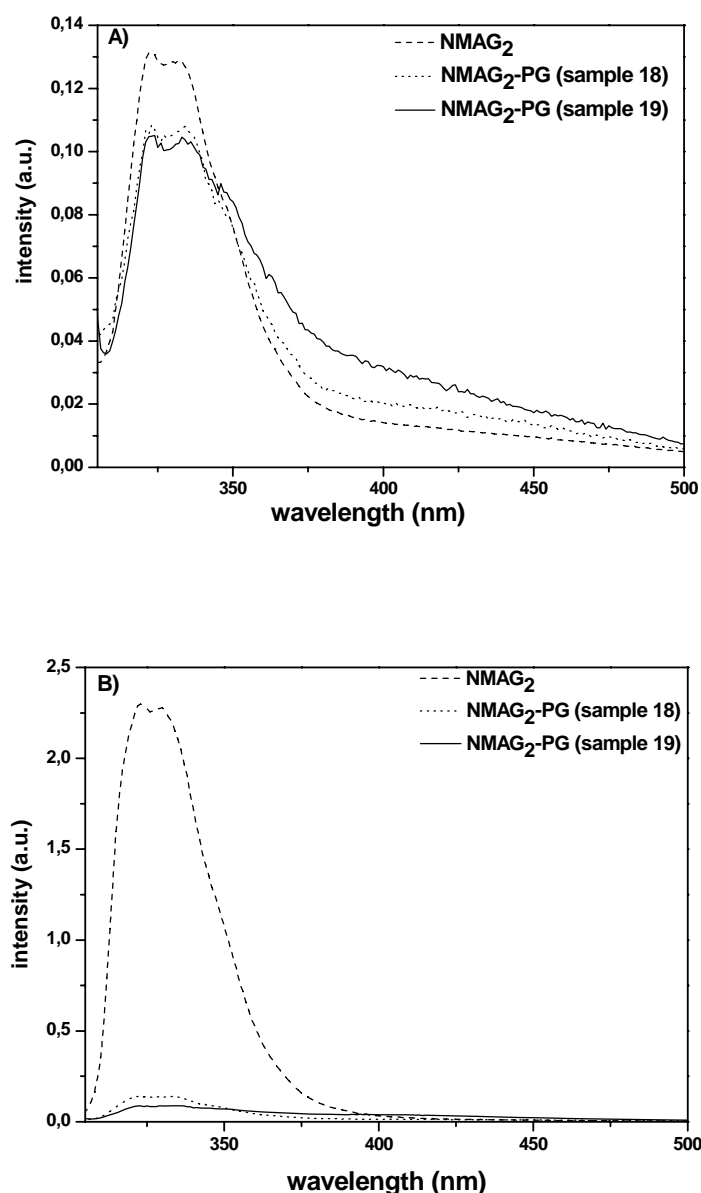 A)
NMAG2
NMAG2-PG (sample 18)
NMAG2-PG (sample 19)
intensity (a.u.)
0,14
0,12
0,10
0,08
0,06
0,04
0,02
0,00
350
400
450
500
wavelength (nm)
B)
NMAG2
NMAG2-PG (sample 18)
NMAG2-PG (sample 19)
intensity (a.u.)
2,5
2,0
1,5
1,0
0,5
0,0
350
400
450
500
wavelength (nm)